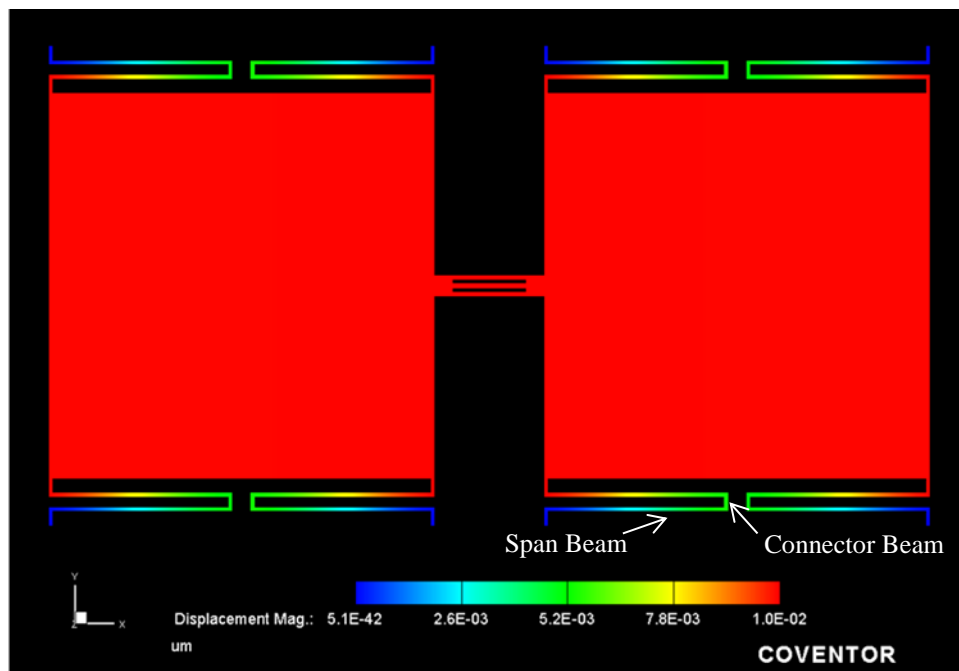 Span Beam
Connector Beam
Y
Z
X
Displacement Mag.: 5.1E-42 2.6E-03 5.2E-03 7.8E-03 1.0E-02
um
COVENTOR